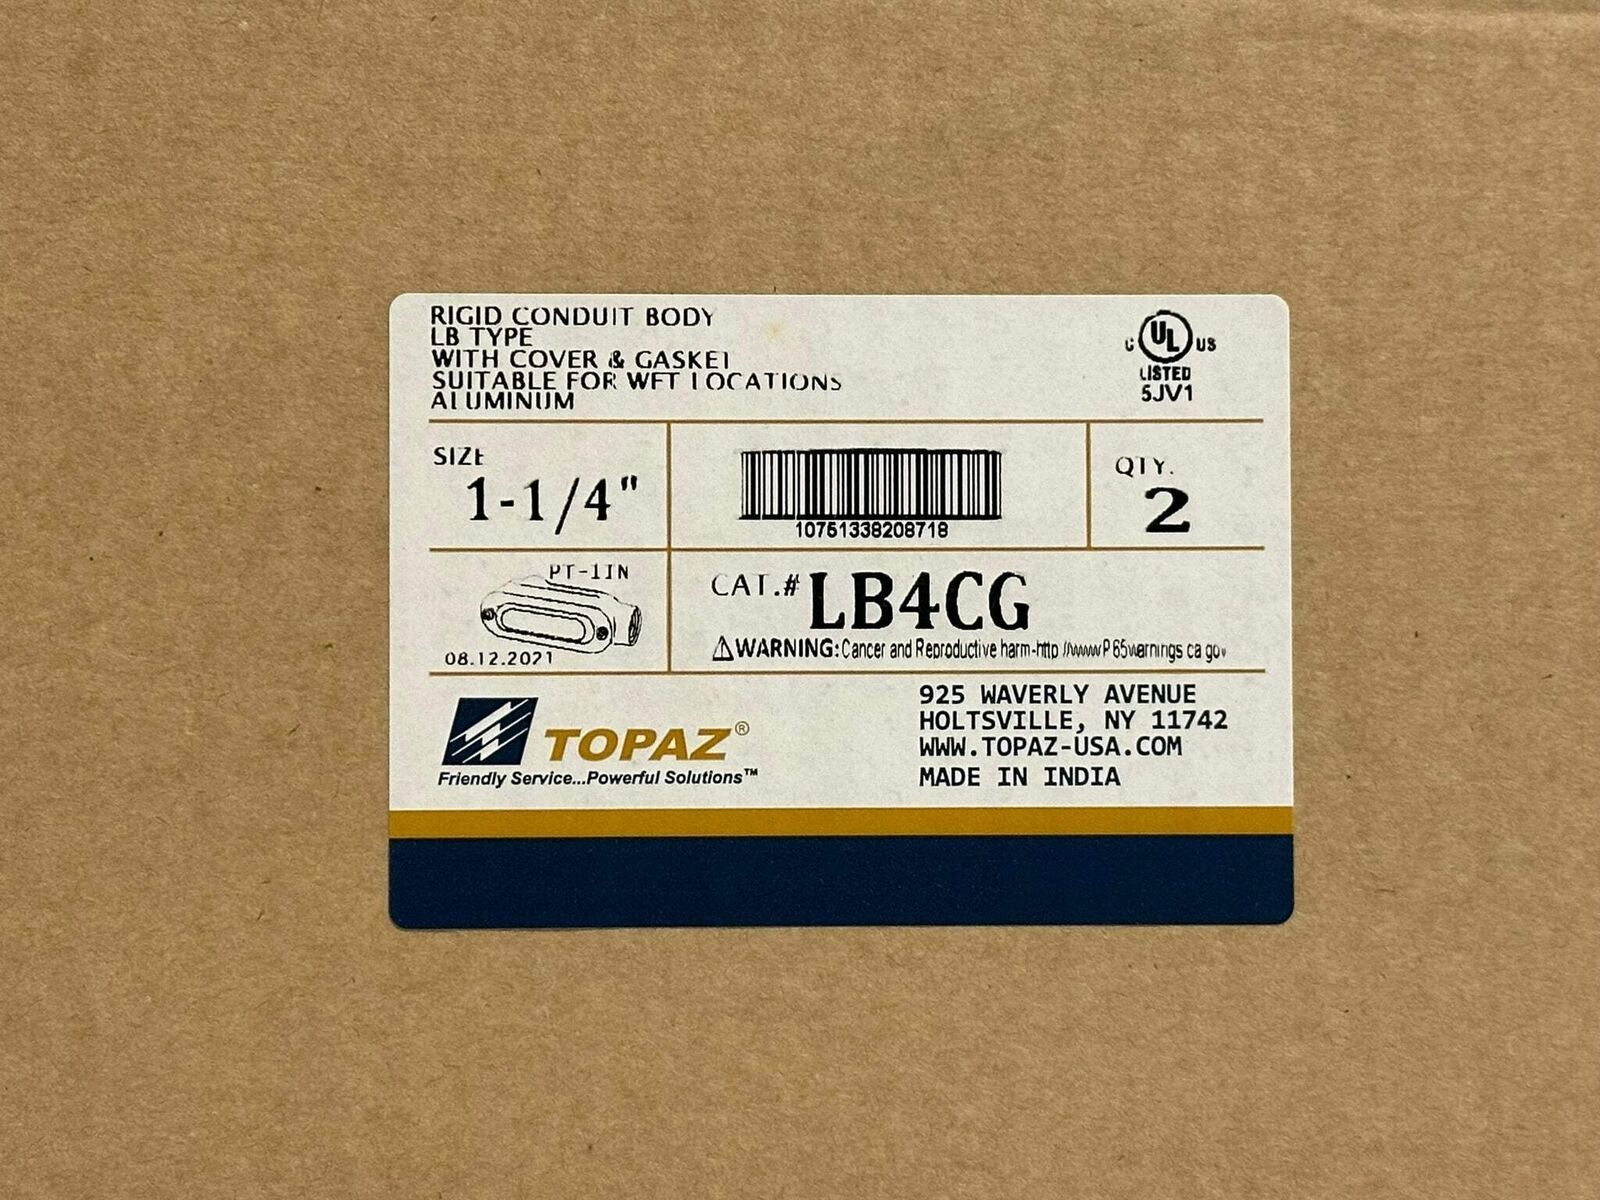 RIGID CONDUIT BODY
LB TYPE
WITH COVER & GASKET
SUITABLE FOR WET LOCATIONS
ALUMINUM
C UL US
LISTED
5JV1
SIZE
1-1/4"
10751338208718
QTY.
2
PT-1IN
08.12.2021
CAT.# LB4CG
⚠WARNING: Cancer and Reproductive harm-http://www.P65warnings.ca.gov
TOPAZ®
Friendly Service...Powerful Solutions™
925 WAVERLY AVENUE
HOLTSVILLE, NY 11742
WWW.TOPAZ-USA.COM
MADE IN INDIA